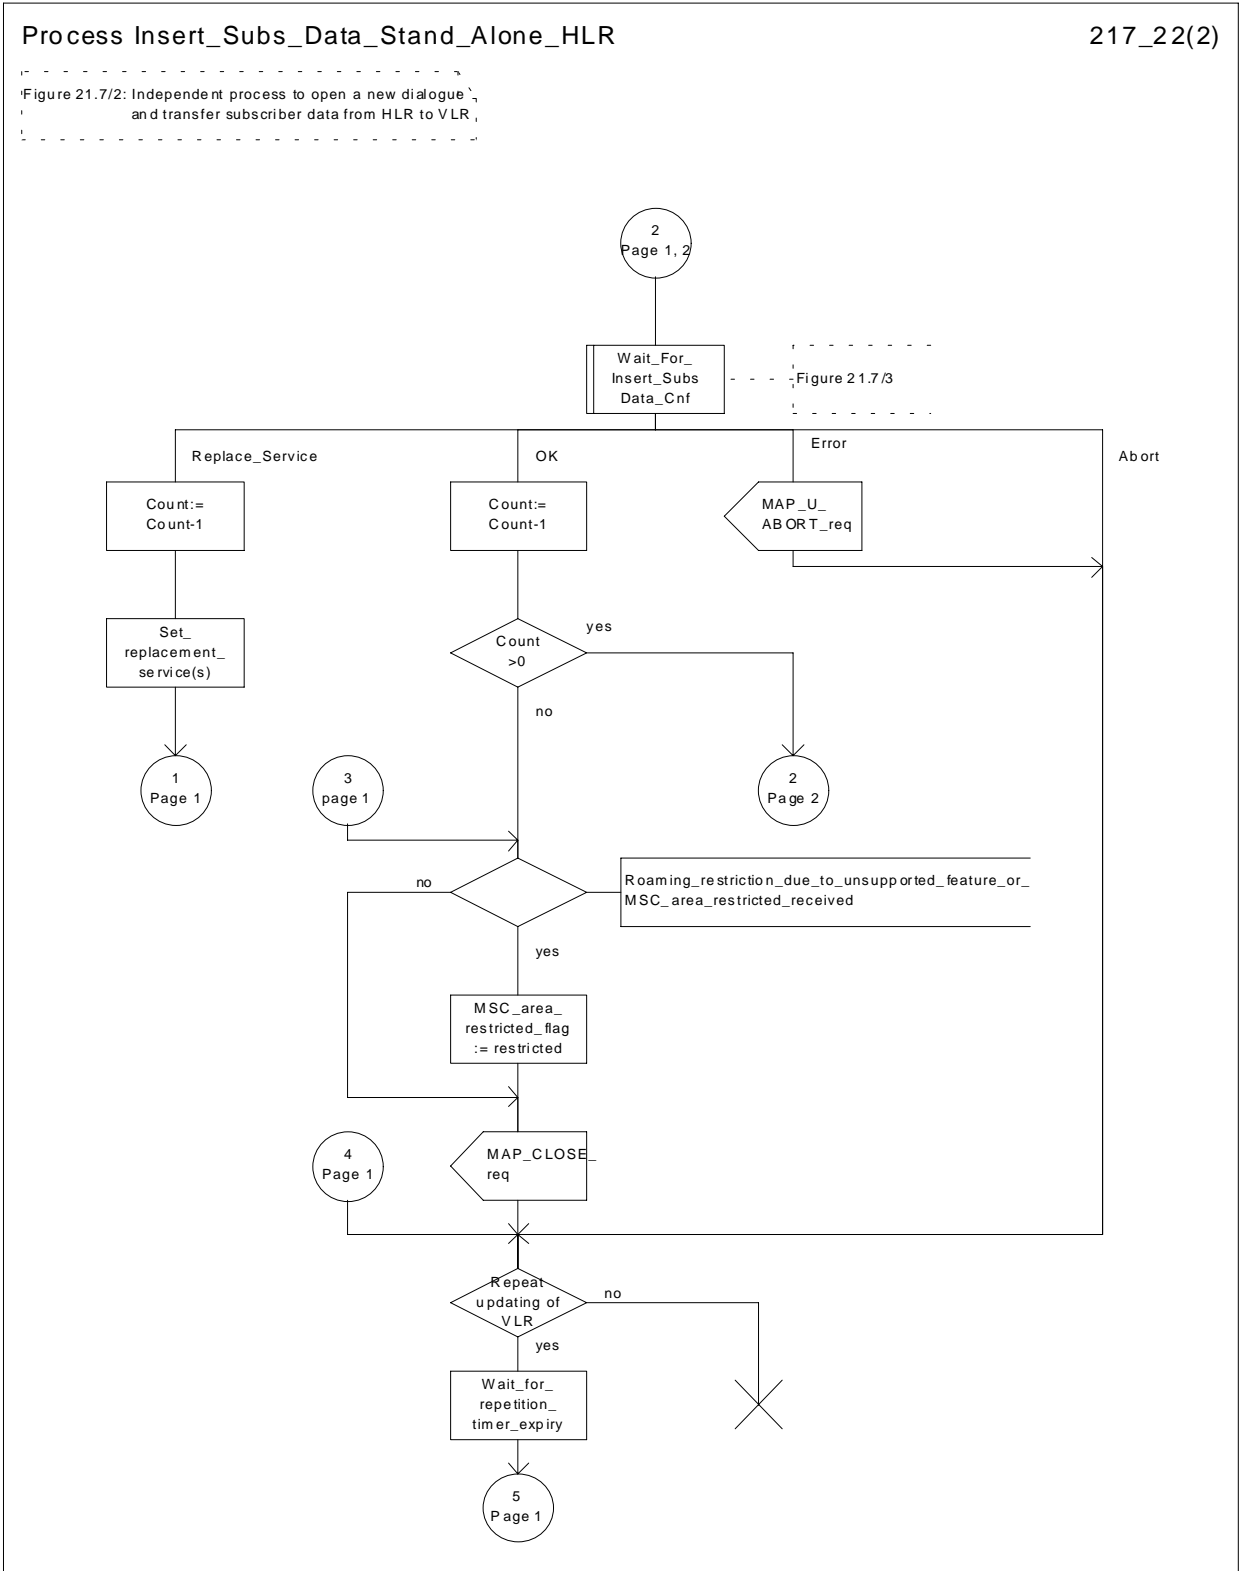 Process Insert_Subs_Data_Stand_Alone_HLR
217_22(2)
Figure 21.7/2: Independent process to open a new dialogue
and transfer subscriber data from HLR to VLR
2
Page 1, 2
Wait_For_
Insert_Subs
Data_Cnf
Figure 21.7/3
Replace_Service
OK
Error
Abort
Count:=
Count-1
Count:=
Count-1
MAP_U_
ABORT_req
Set_
replacement_
service(s)
Count
>0
yes
no
1
Page 1
3
page 1
2
Page 2
no
Roaming_restriction_due_to_unsupported_feature_or_
MSC_area_restricted_received
yes
MSC_area_
restricted_flag
:= restricted
4
Page 1
MAP_CLOSE_
req
Repeat
updating of
VLR
no
yes
Wait_for_
repetition_
timer_expiry
5
Page 1